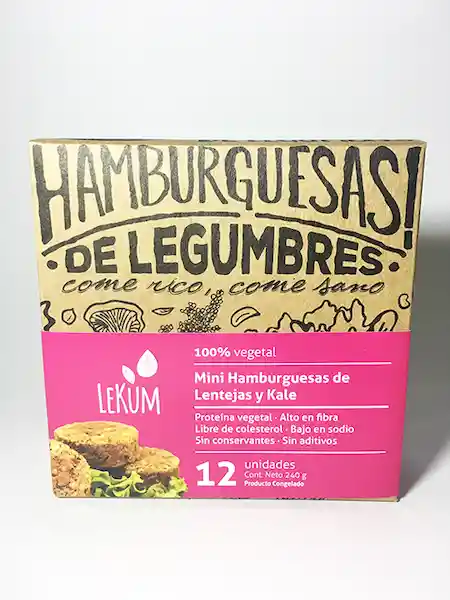 HAMBURGUESAS!
· DE LEGUMBRES ·
come rico, come sano
100% vegetal
LeKUM
Mini Hamburguesas de
Lentejas y Kale
Proteína vegetal · Alto en fibra
Libre de colesterol · Bajo en sodio
Sin conservantes · Sin aditivos
12 unidades
Cont. Neto 240 g
Producto Congelado